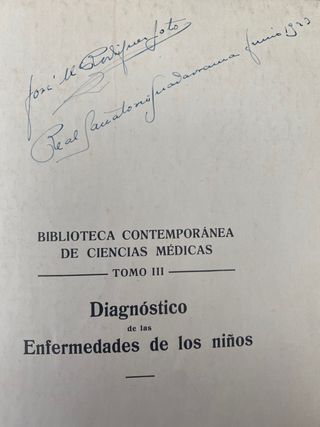 José M Rodríguez Soto
Real Sanatorio Guadarrama Junio 1923
BIBLIOTECA CONTEMPORÁNEA
DE CIENCIAS MÉDICAS
TOMO III
Diagnóstico
de las
Enfermedades de los niños